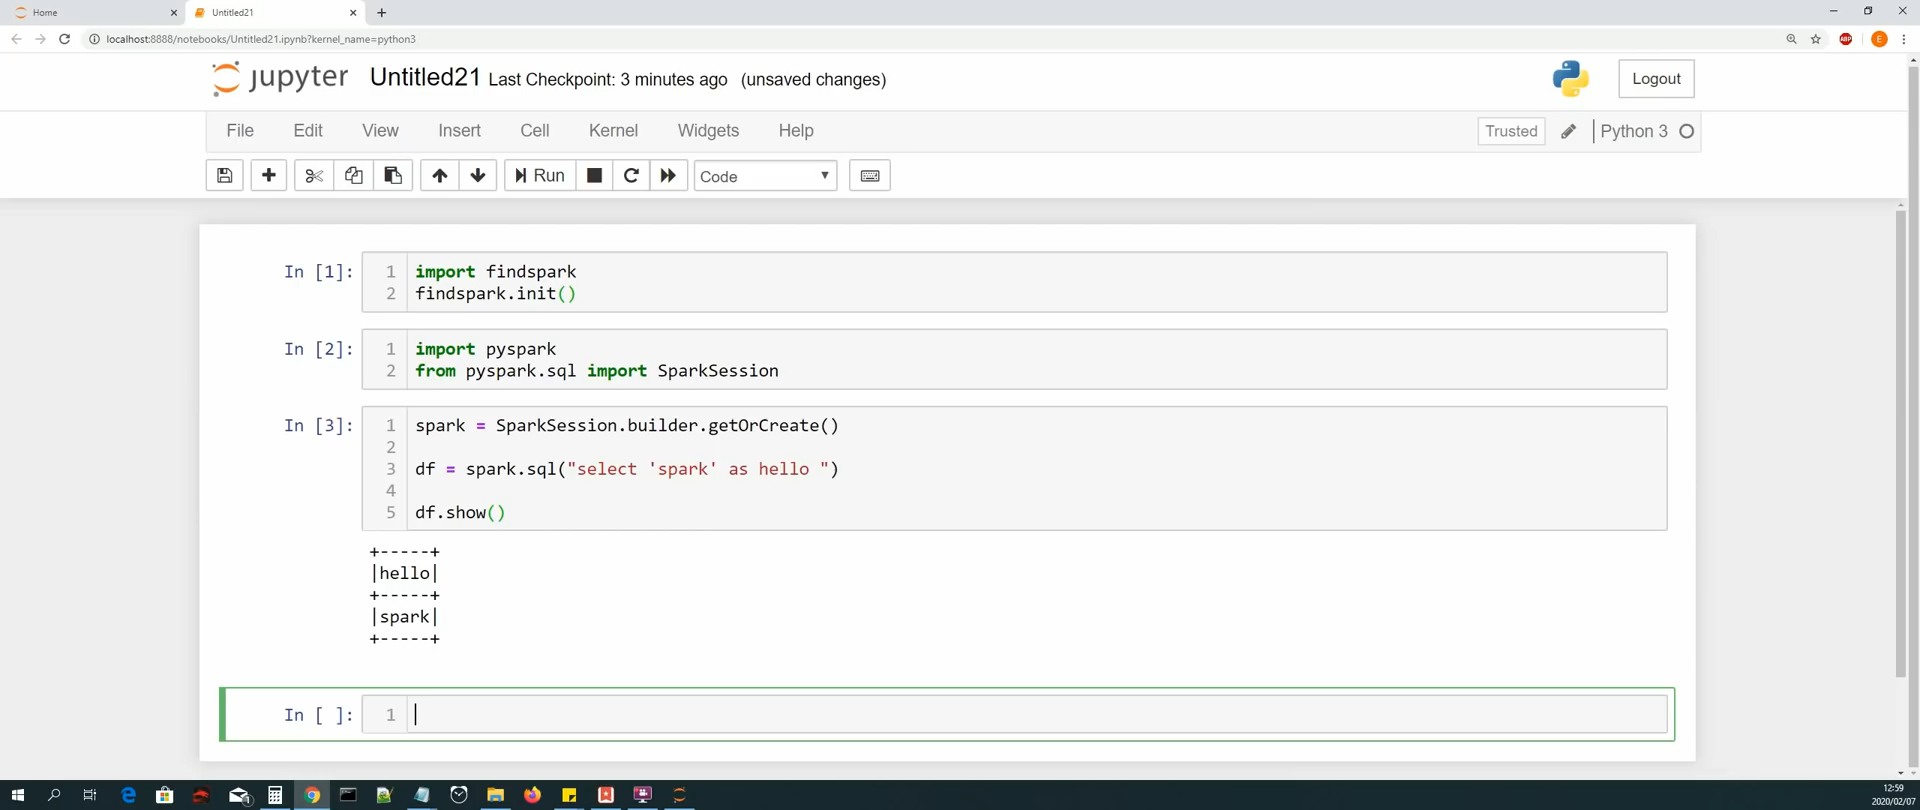 Home
Untitled21
localhost:8888/notebooks/Untitled21.ipynb?kernel_name=python3
ABP
E
jupyter Untitled21 Last Checkpoint: 3 minutes ago (unsaved changes)
Logout
File Edit View Insert Cell Kernel Widgets Help
Trusted Python 3
Run Code
In [1]:
1 import findspark
2 findspark.init()
In [2]:
1 import pyspark
2 from pyspark.sql import SparkSession
In [3]:
1 spark = SparkSession.builder.getOrCreate()
2
3 df = spark.sql("select 'spark' as hello ")
4
5 df.show()
+-----+
|hello|
+-----+
|spark|
+-----+
In [ ]:
1
12:59
2020/02/07